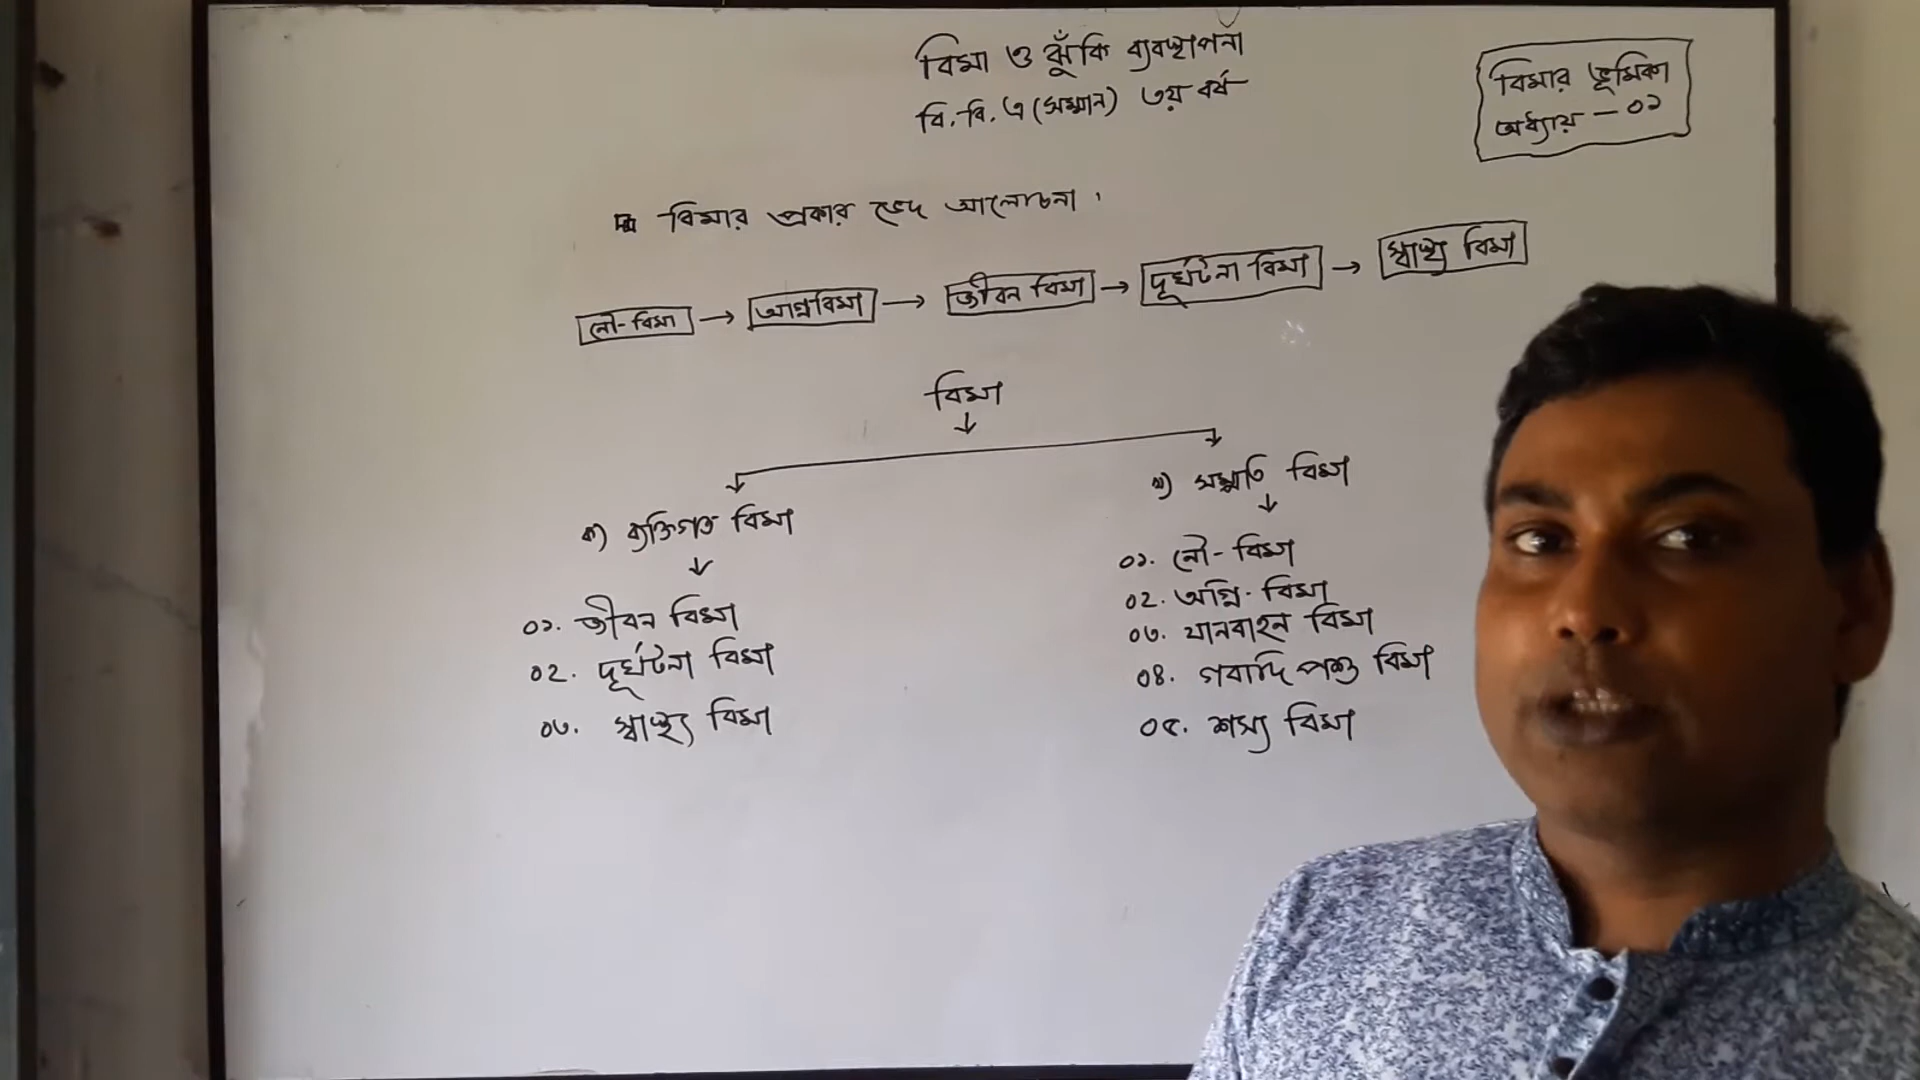 বিমা ও ঝুঁকি ব্যবস্থাপনা
বি.বি.এ (সম্মান) ৩য় বর্ষ
বিমার ভূমিকা
অধ্যায় - ০১
বিমার প্রকার ভেদ আলোচনা।
নৌ-বিমা → অগ্নিবিমা → জীবন বিমা → দূর্ঘটনা বিমা → স্বাস্থ্য বিমা
বিমা
ক) ব্যক্তিগত বিমা
০১. জীবন বিমা
০২. দূর্ঘটনা বিমা
০৩. স্বাস্থ্য বিমা
খ) সম্পত্তি বিমা
০১. নৌ-বিমা
০২. অগ্নি-বিমা
০৩. যানবাহন বিমা
০৪. গবাদি পশু বিমা
০৫. শস্য বিমা